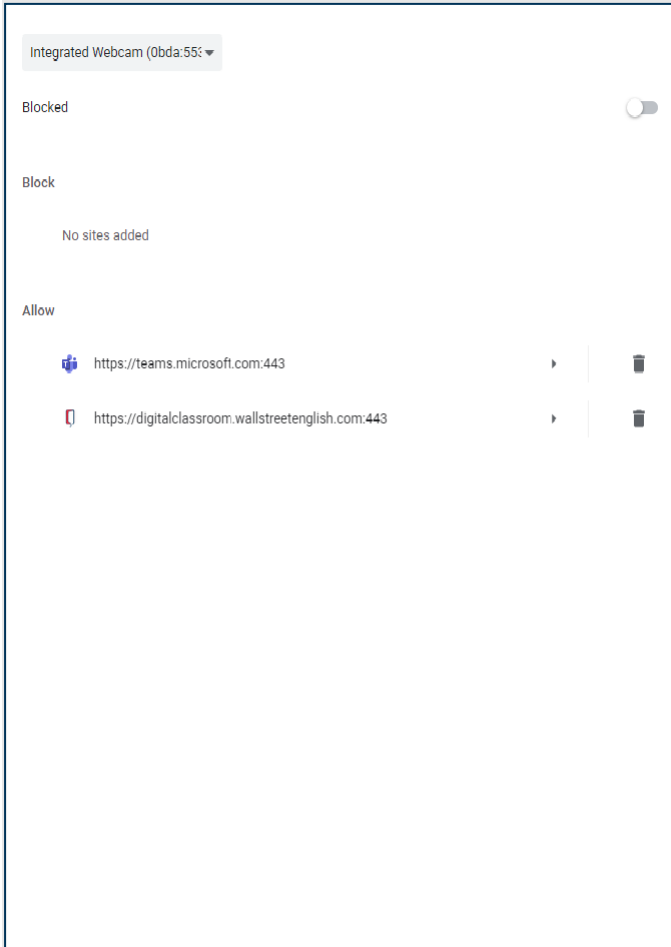 Integrated Webcam (0bda:553
Blocked
Block
No sites added
Allow
https://teams.microsoft.com:443
https://digitalclassroom.wallstreetenglish.com:443